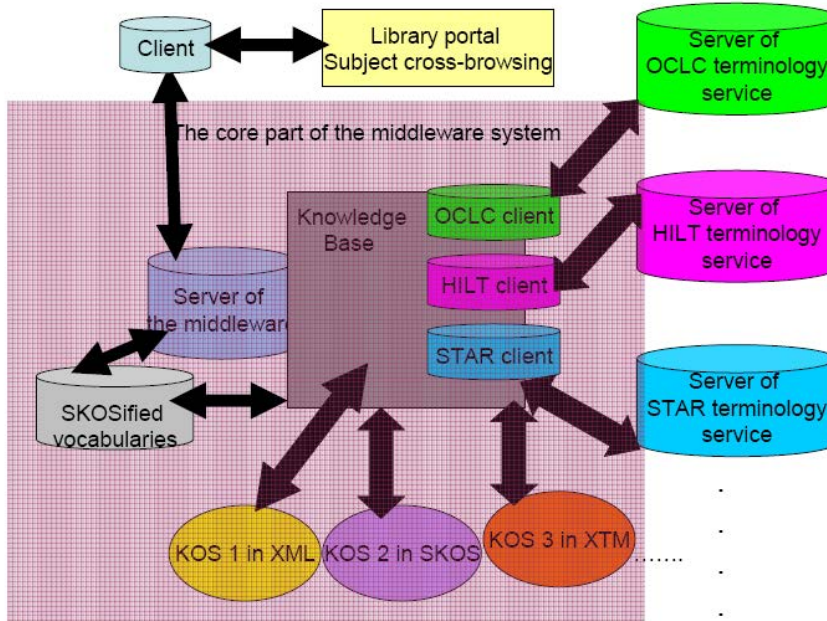 Client
Library portal
Subject cross-browsing
Server of
OCLC terminology
service
The core part of the middleware system
Knowledge
Base
OCLC client
HILT client
STAR client
Server of
HILT terminology
service
Server of
the middleware
SKOSified
vocabularies
Server of
STAR terminology
service
KOS 1 in XML
KOS 2 in SKOS
KOS 3 in XTM
.......